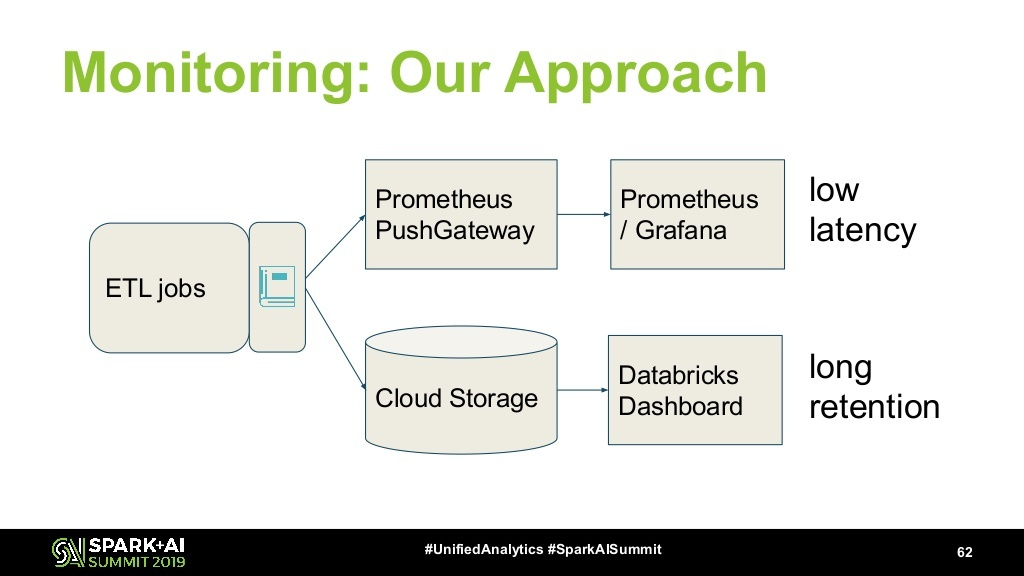 Monitoring: Our Approach
Prometheus
PushGateway
Prometheus
/ Grafana
low
latency
ETL jobs
Cloud Storage
Databricks
Dashboard
long
retention
SPARK+AI
SUMMIT 2019
#UnifiedAnalytics #SparkAISummit
62